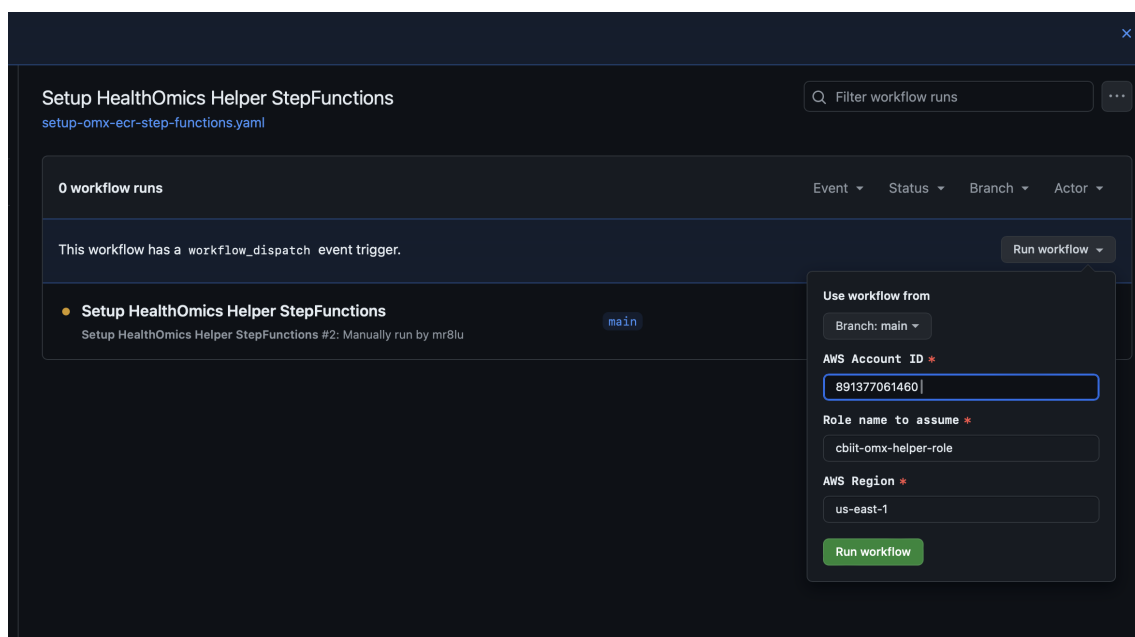 Setup HealthOmics Helper StepFunctions
setup-omx-ecr-step-functions.yaml
Filter workflow runs
0 workflow runs
Event
Status
Branch
Actor
This workflow has a workflow_dispatch event trigger.
Run workflow
Setup HealthOmics Helper StepFunctions
Setup HealthOmics Helper StepFunctions #2: Manually run by mr8lu
main
Use workflow from
Branch: main
AWS Account ID *
891377061460
Role name to assume *
cbiit-omx-helper-role
AWS Region *
us-east-1
Run workflow